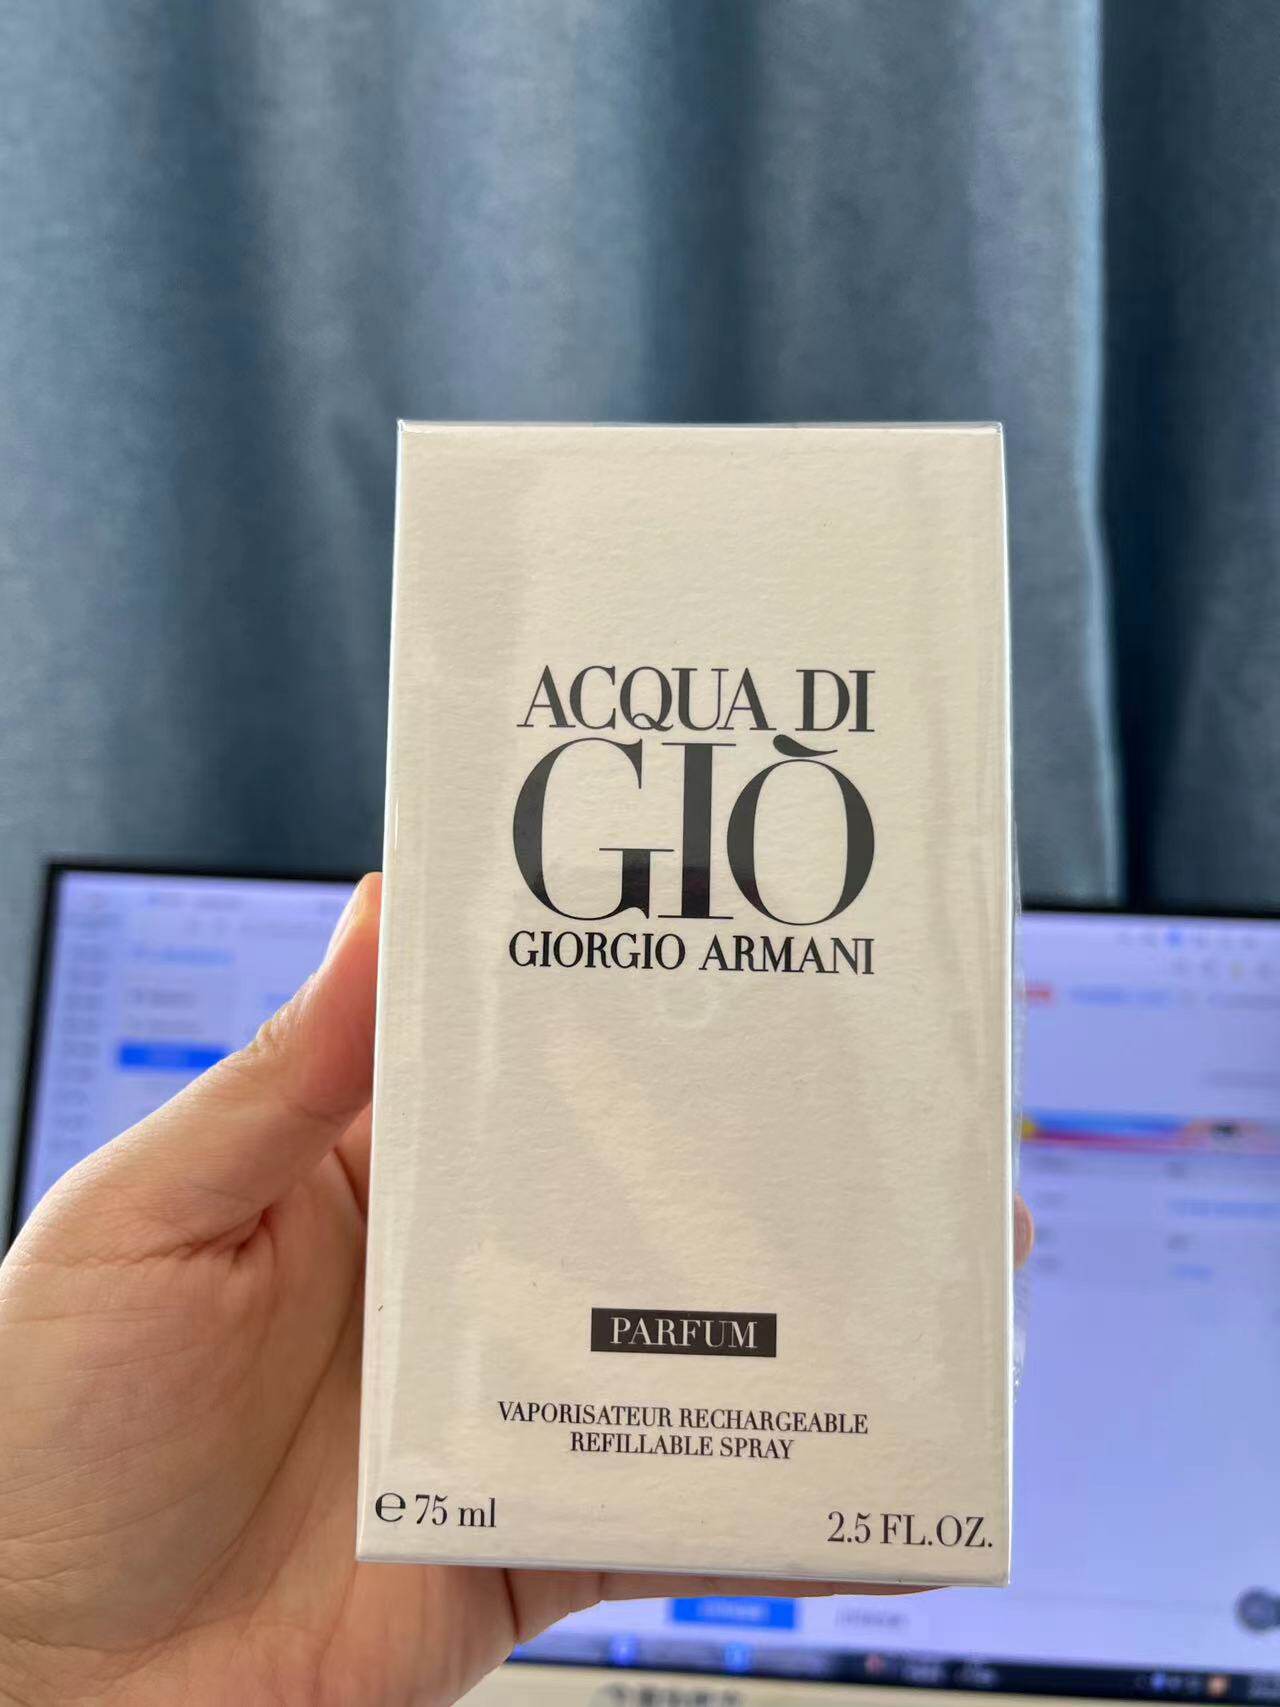 ACQUA DI
GIÒ
GIORGIO ARMANI
PARFUM
VAPORISATEUR RECHARGEABLE
REFILLABLE SPRAY
℮ 75 ml
2.5 FL.OZ.